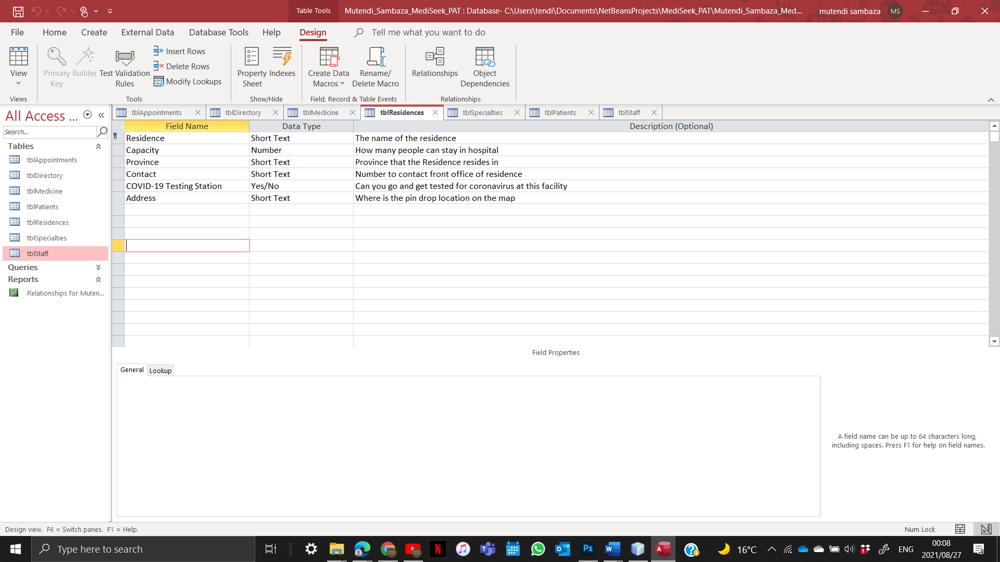 Table Tools
Mutendi_Sambaza_MediSeek_PAT : Database- C:\Users\tendi\Documents\NetBeansProjects\MediSeek_PAT\Mutendi_Sambaza_Med...
mutendi sambaza
MS
File Home Create External Data Database Tools Help Design Tell me what you want to do
View
Primary Key
Builder
Test Validation Rules
Insert Rows
Delete Rows
Modify Lookups
Property Sheet
Indexes
Create Data Macros
Rename/ Delete Macro
Relationships
Object Dependencies
Views
Tools
Show/Hide
Field, Record & Table Events
Relationships
All Access ...
Search...
Tables
tblAppointments
tblDirectory
tblMedicine
tblPatients
tblResidences
tblSpecialties
tblStaff
Queries
Reports
Relationships for Muten...
tblAppointments tblDirectory tblMedicine tblResidences tblSpecialties tblPatients tblStaff
Field Name Data Type Description (Optional)
Residence Short Text The name of the residence
Capacity Number How many people can stay in hospital
Province Short Text Province that the Residence resides in
Contact Short Text Number to contact front office of residence
COVID-19 Testing Station Yes/No Can you go and get tested for coronavirus at this facility
Address Short Text Where is the pin drop location on the map
Field Properties
General Lookup
A field name can be up to 64 characters long,
including spaces. Press F1 for help on field names.
Design view. F6 = Switch panes. F1 = Help.
Num Lock
Type here to search
16°C
ENG
00:08
2021/08/27